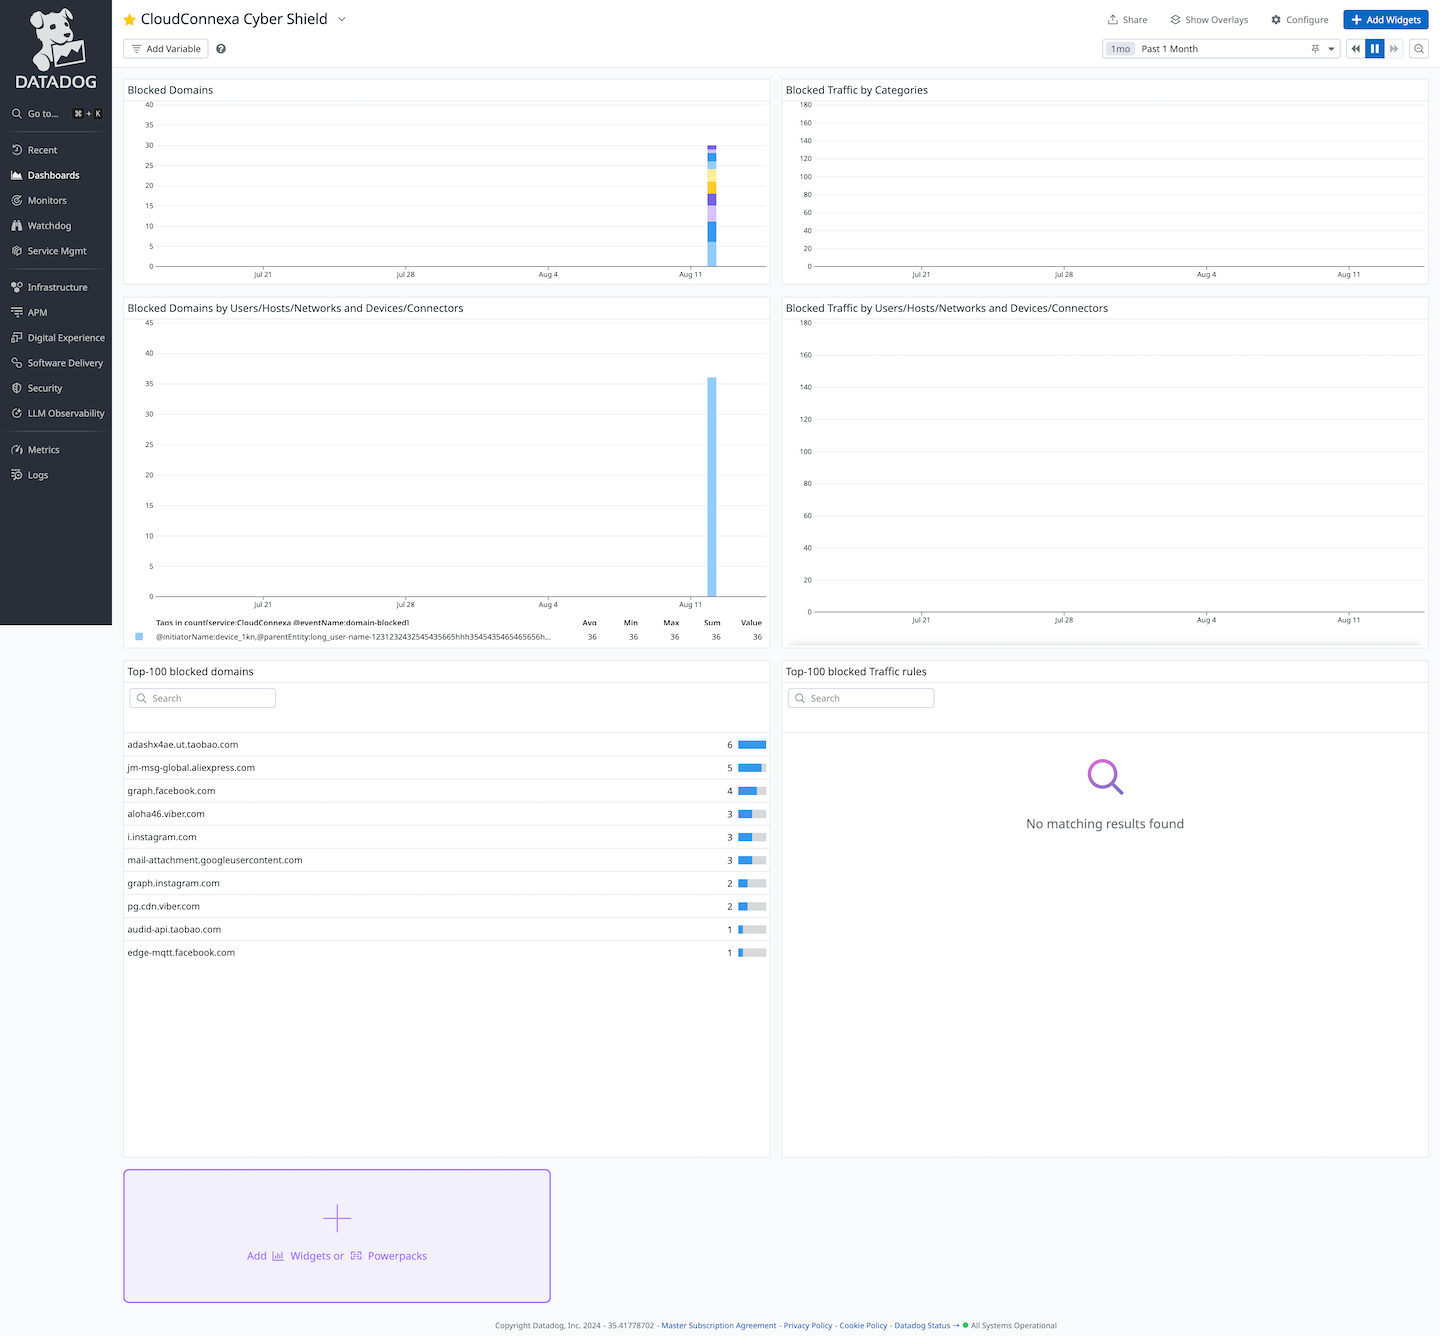 DATADOG
Go to... ⌘ + K
Recent
Dashboards
Monitors
Watchdog
Service Mgmt
Infrastructure
APM
Digital Experience
Software Delivery
Security
LLM Observability
Metrics
Logs
CloudConnexa Cyber Shield
Share
Show Overlays
Configure
Add Widgets
Add Variable
1mo Past 1 Month
Blocked Domains
40
35
30
25
20
15
10
5
0
Jul 21 Jul 28 Aug 4 Aug 11
Blocked Traffic by Categories
180
160
140
120
100
80
60
40
20
0
Jul 21 Jul 28 Aug 4 Aug 11
Blocked Domains by Users/Hosts/Networks and Devices/Connectors
45
40
35
30
25
20
15
10
5
0
Jul 21 Jul 28 Aug 4 Aug 11
Tags in count[service:CloudConnexa @eventName:domain-blocked] Avg Min Max Sum Value
@initiatorName:device_1kn,@parentEntity:long_user-name-1231232432545435665hhh3545435465465656h... 36 36 36 36 36
Blocked Traffic by Users/Hosts/Networks and Devices/Connectors
180
160
140
120
100
80
60
40
20
0
Jul 21 Jul 28 Aug 4 Aug 11
Top-100 blocked domains
Search
adashx4ae.ut.taobao.com 6
jm-msg-global.aliexpress.com 5
graph.facebook.com 4
aloha46.viber.com 3
i.instagram.com 3
mail-attachment.googleusercontent.com 3
graph.instagram.com 2
pg.cdn.viber.com 2
audid-api.taobao.com 1
edge-mqtt.facebook.com 1
Top-100 blocked Traffic rules
Search
No matching results found
Add Widgets or Powerpacks
Copyright Datadog, Inc. 2024 - 35.41778702 - Master Subscription Agreement - Privacy Policy - Cookie Policy - Datadog Status → All Systems Operational